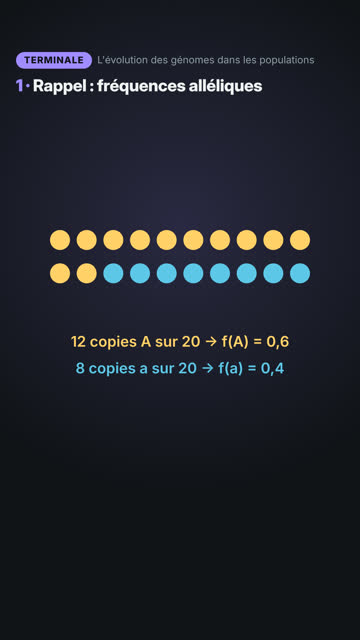 TERMINALE L'évolution des génomes dans les populations
1· Rappel : fréquences alléliques
12 copies A sur 20 → f(A) = 0,6
8 copies a sur 20 → f(a) = 0,4